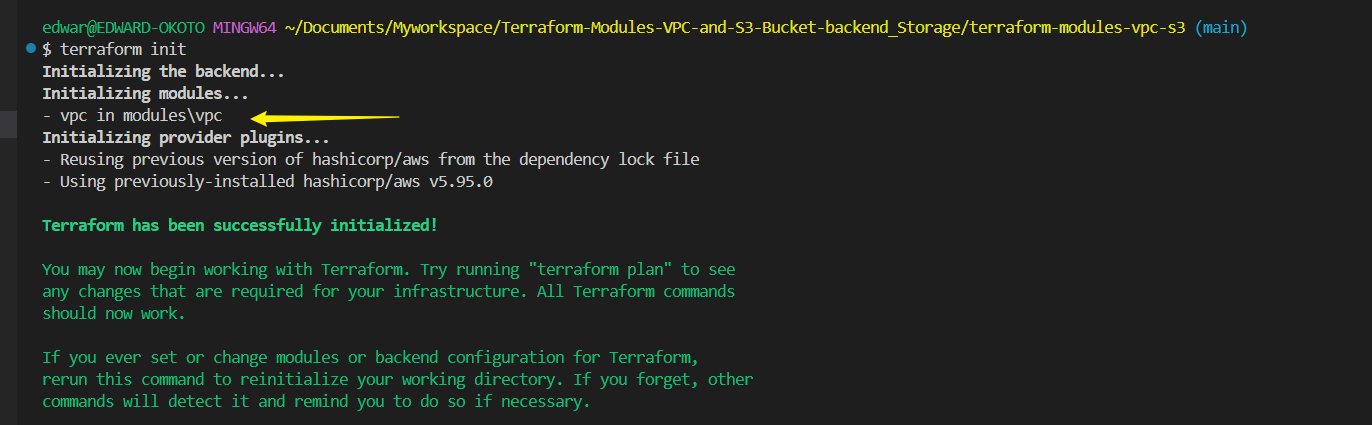 edwar@EDWARD-OKOTO MINGW64 ~/Documents/Myworkspace/Terraform-Modules-VPC-and-S3-Bucket-backend_Storage/terraform-modules-vpc-s3 (main)
$ terraform init
Initializing the backend...
Initializing modules...
- vpc in modules\vpc
Initializing provider plugins...
- Reusing previous version of hashicorp/aws from the dependency lock file
- Using previously-installed hashicorp/aws v5.95.0
Terraform has been successfully initialized!
You may now begin working with Terraform. Try running "terraform plan" to see
any changes that are required for your infrastructure. All Terraform commands
should now work.
If you ever set or change modules or backend configuration for Terraform,
rerun this command to reinitialize your working directory. If you forget, other
commands will detect it and remind you to do so if necessary.